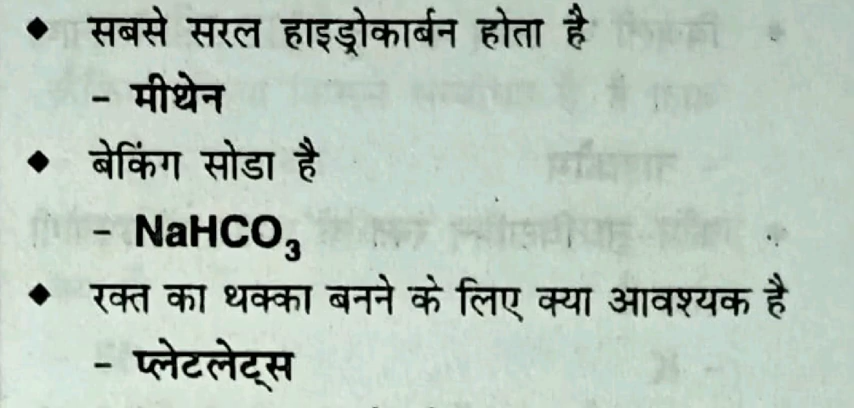 ◆ सबसे सरल हाइड्रोकार्बन होता है
– मीथेन
◆ बेकिंग सोडा है
– NaHCO₃
◆ रक्त का थक्का बनने के लिए क्या आवश्यक है
– प्लेटलेट्स